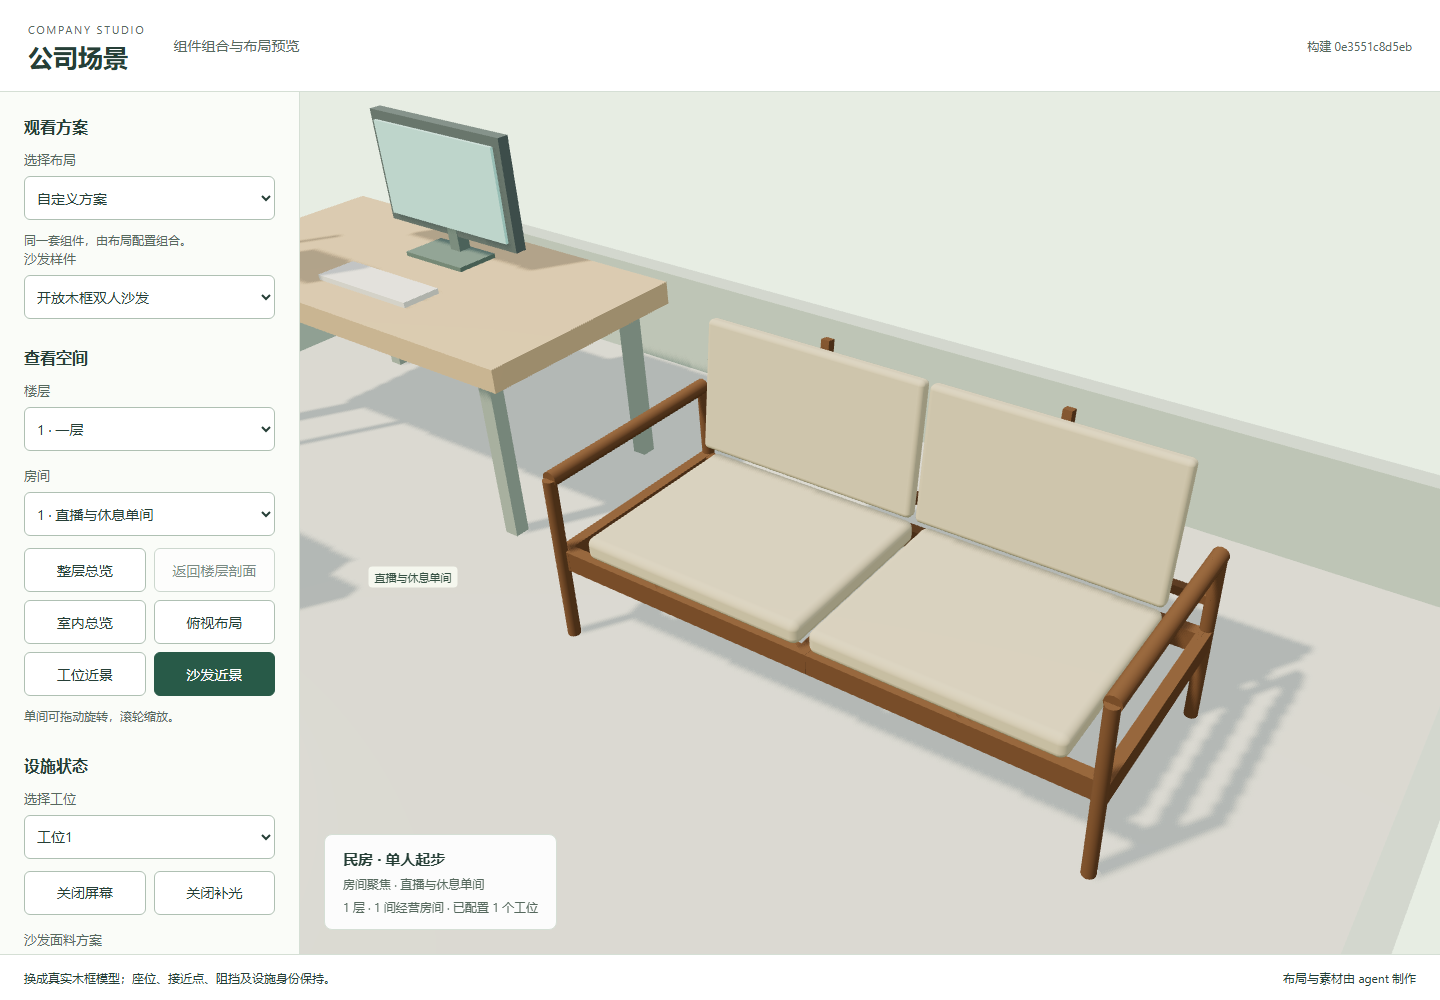 COMPANY STUDIO
公司场景
组件组合与布局预览
构建 0e3551c8d5eb
观看方案
选择布局
自定义方案
同一套组件，由布局配置组合。
沙发样件
开放木框双人沙发
查看空间
楼层
1 · 一层
房间
1 · 直播与休息单间
整层总览
返回楼层剖面
室内总览
俯视布局
工位近景
沙发近景
单间可拖动旋转，滚轮缩放。
设施状态
选择工位
工位1
关闭屏幕
关闭补光
沙发面料方案
直播与休息单间
民房 · 单人起步
房间聚焦 · 直播与休息单间
1 层 · 1 间经营房间 · 已配置 1 个工位
换成真实木框模型；座位、接近点、阻挡及设施身份保持。
布局与素材由 agent 制作